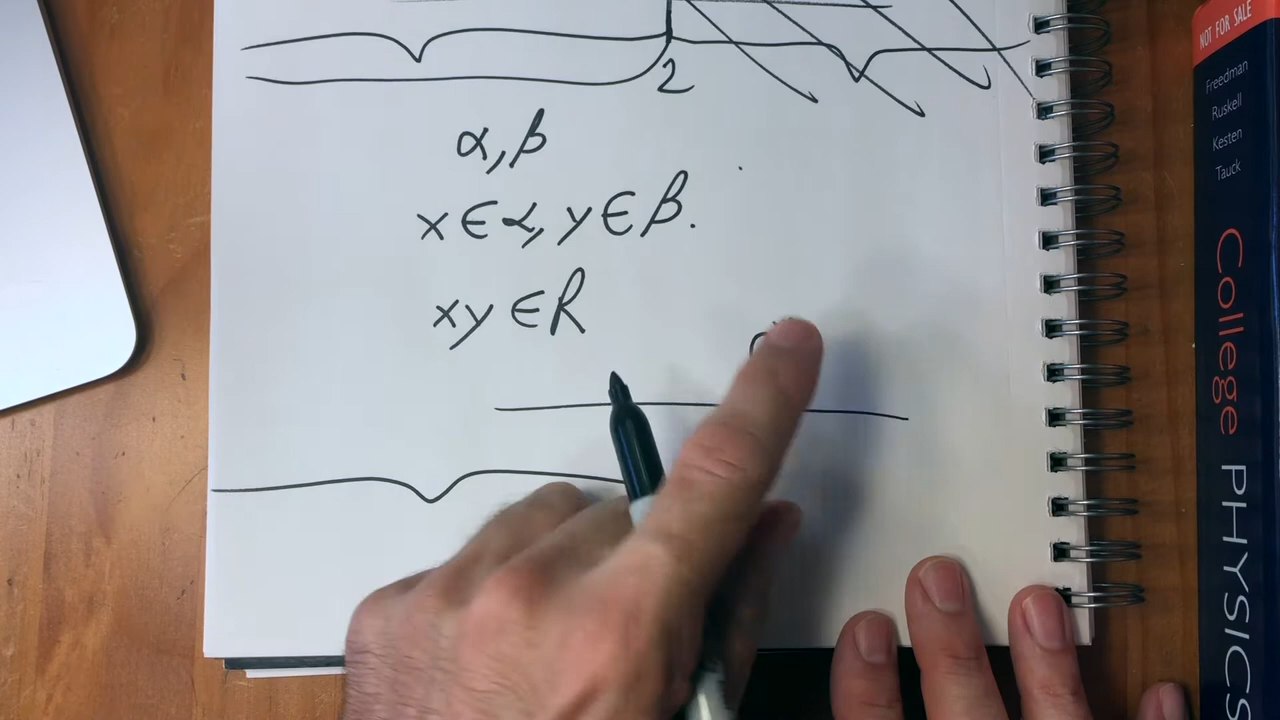 2
α, β
x ∈ α, y ∈ β.
xy ∈ R
NOT FOR SALE
Freedman
Ruskell
Kesten
Tauck
College PHYSICS